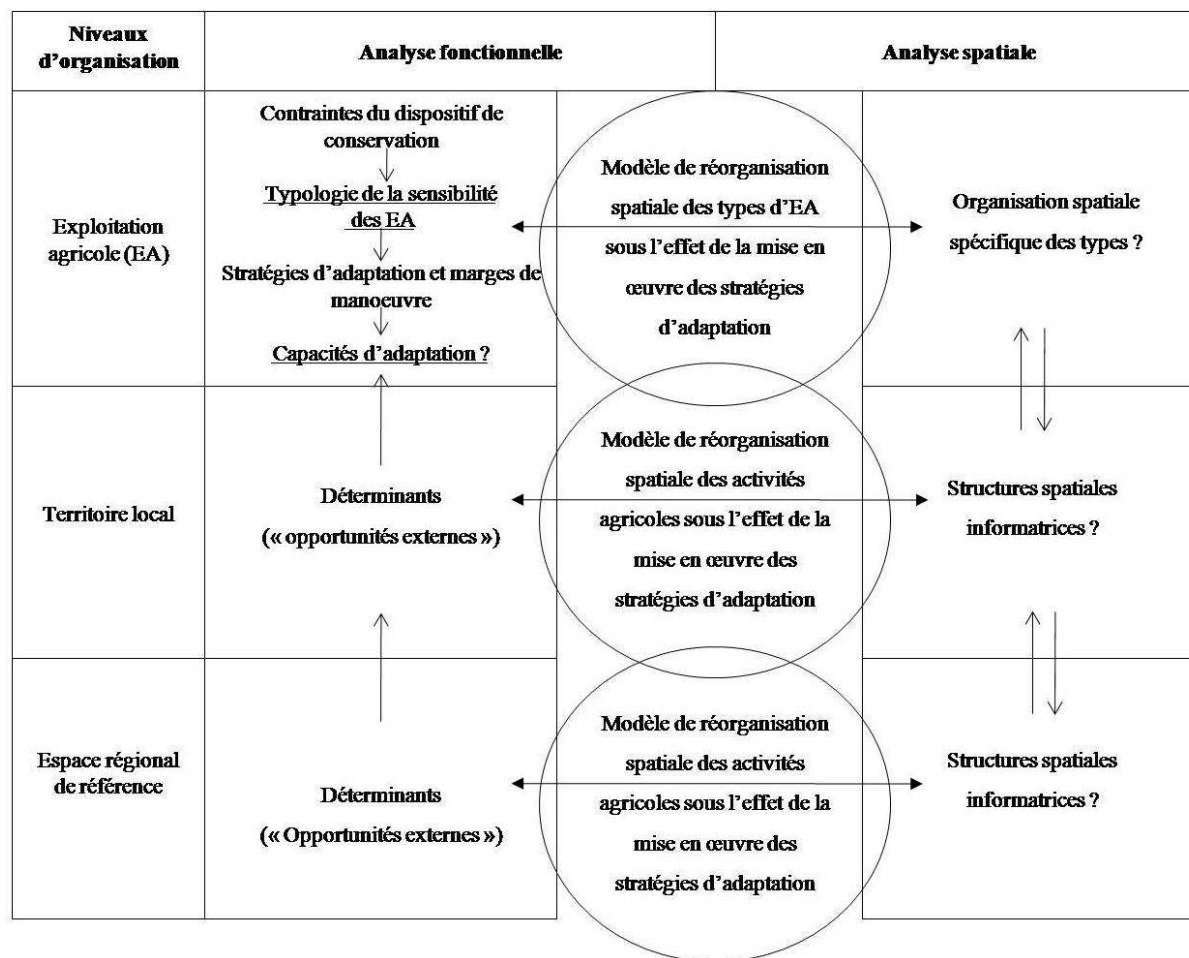 Niveaux
d’organisation
Analyse fonctionnelle
Analyse spatiale
Exploitation
agricole (EA)
Contraintes du dispositif de
conservation
Typologie de la sensibilité
des EA
Stratégies d’adaptation et marges de
manoeuvre
Capacités d’adaptation ?
Modèle de réorganisation
spatiale des types d’EA
sous l’effet de la mise en
œuvre des stratégies
d’adaptation
Organisation spatiale
spécifique des types ?
Territoire local
Déterminants
(« opportunités externes »)
Modèle de réorganisation
spatiale des activités
agricoles sous l’effet de la
mise en œuvre des
stratégies d’adaptation
Structures spatiales
informatrices ?
Espace régional
de référence
Déterminants
(« Opportunités externes »)
Modèle de réorganisation
spatiale des activités
agricoles sous l’effet de la
mise en œuvre des
stratégies d’adaptation
Structures spatiales
informatrices ?